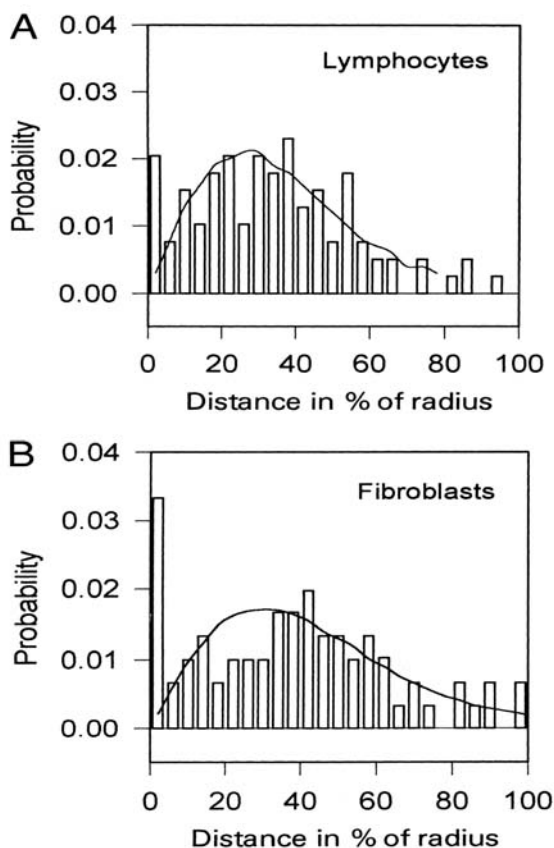 A
0.04
Lymphocytes
0.03
Probability
0.02
0.01
0.00
0 20 40 60 80 100
Distance in % of radius
B
0.04
Fibroblasts
0.03
Probability
0.02
0.01
0.00
0 20 40 60 80 100
Distance in % of radius